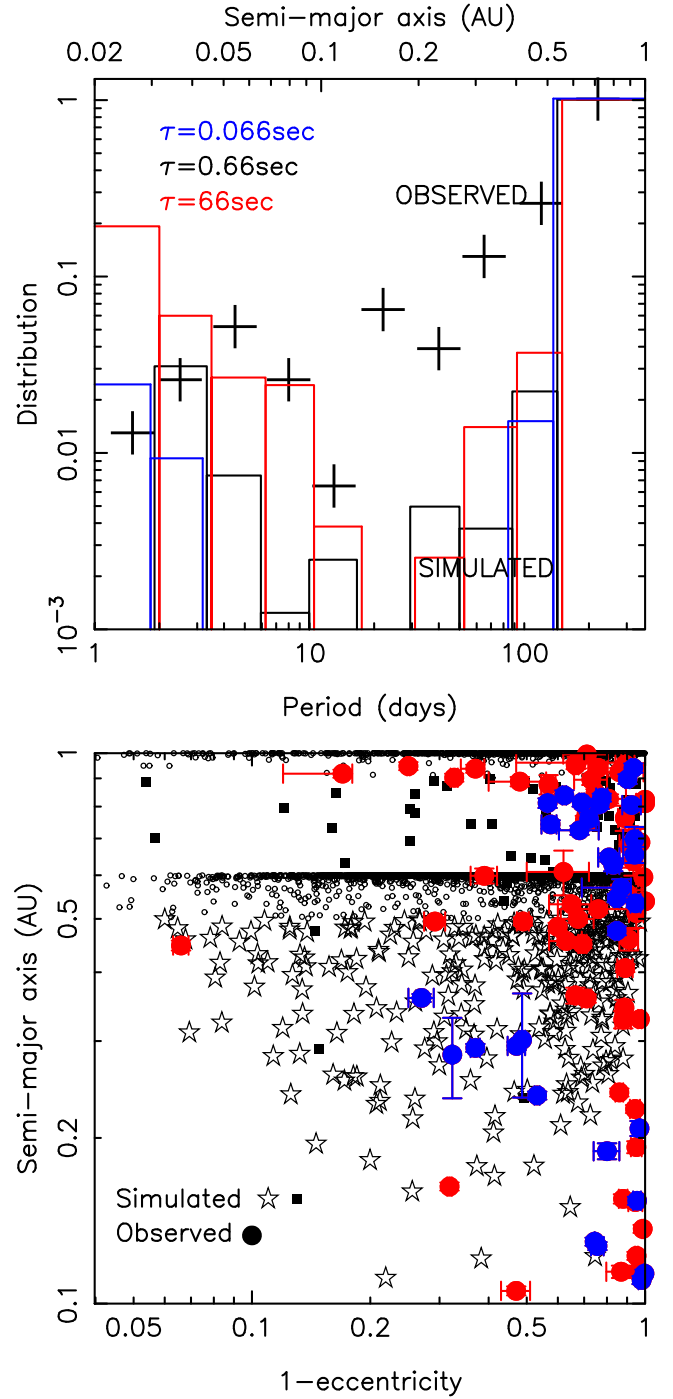 Semi-major axis (AU)
0.02 0.05 0.1 0.2 0.5 1
1
τ=0.066sec
τ=0.66sec
OBSERVED
τ=66sec
0.1
Distribution
0.01
SIMULATED
10⁻³
1 10 100
Period (days)
1
0.5
Semi-major axis (AU)
0.2
Simulated
Observed
0.1
0.05 0.1 0.2 0.5 1
1-eccentricity